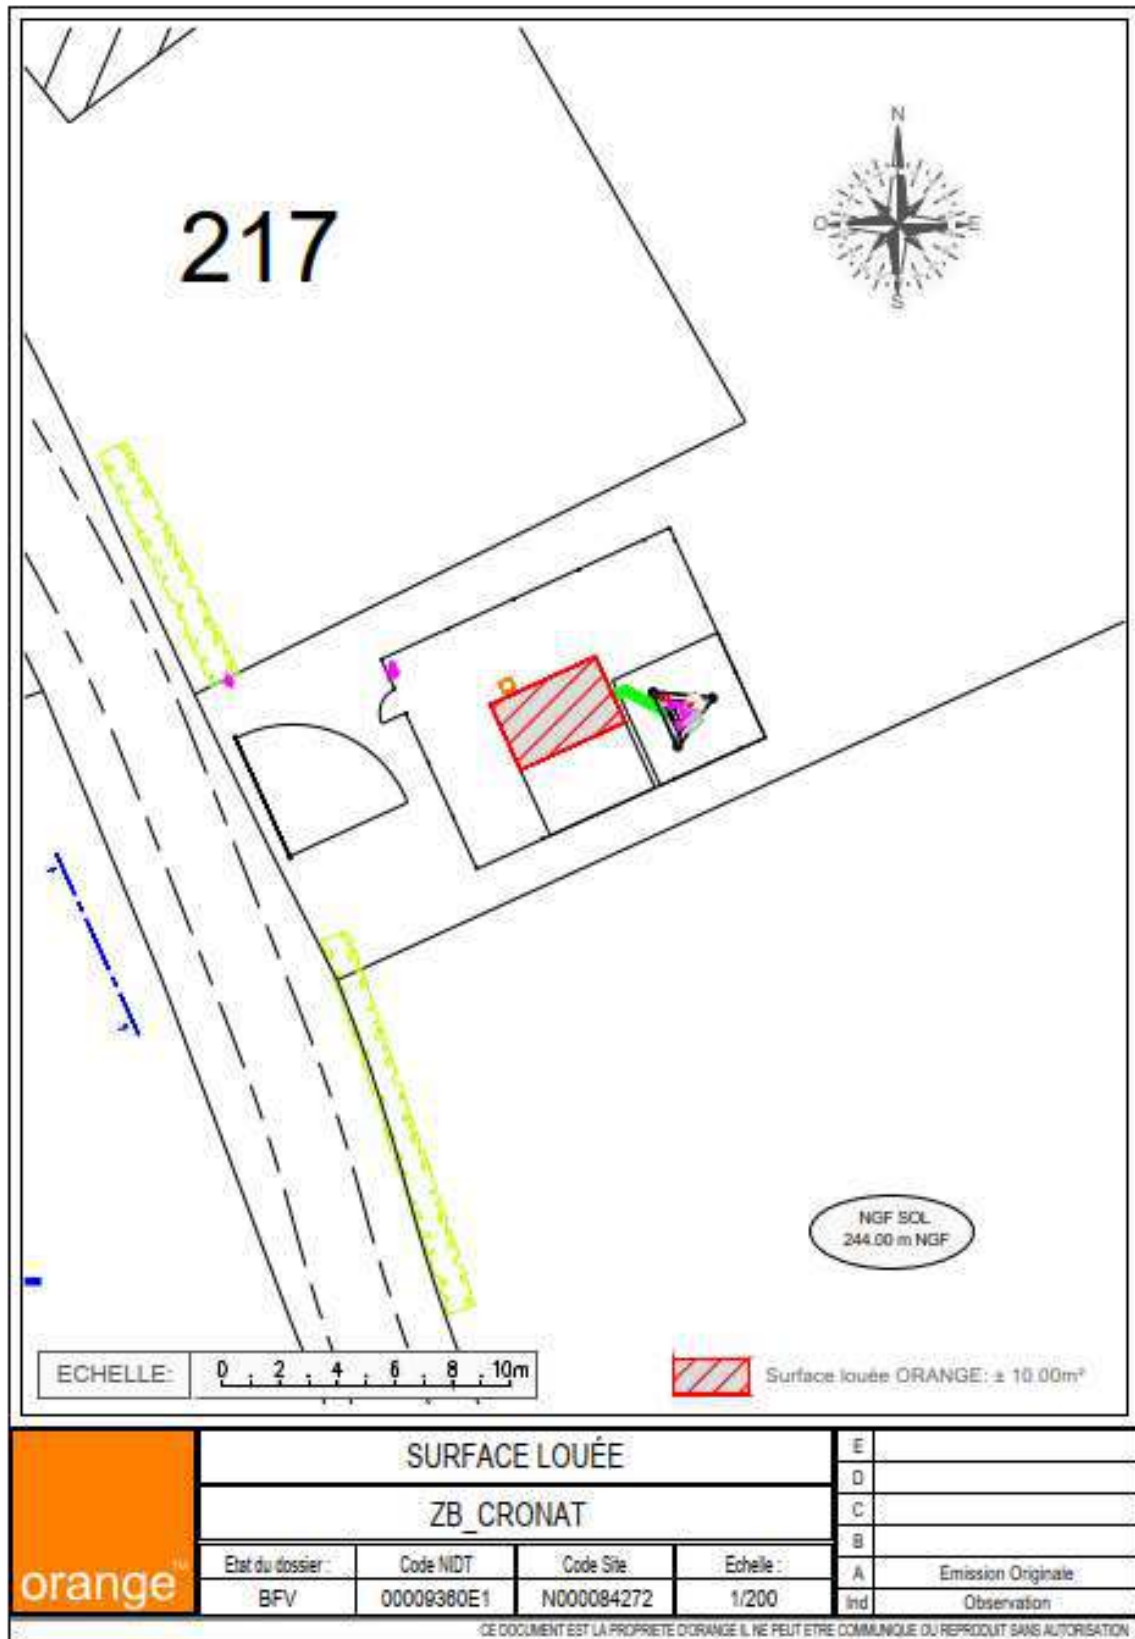 217
N
O
E
S
NGF SOL
244.00 m NGF
ECHELLE:
0 2 4 6 8 10m
Surface louée ORANGE: ± 10.00m²
orange™
SURFACE LOUÉE
ZB_CRONAT
Etat du dossier :
Code NIDT
Code Site
Echelle :
BFV
00009360E1
N000084272
1/200
E
D
C
B
A Emission Originale
Ind Observation
CE DOCUMENT EST LA PROPRIETE D'ORANGE IL NE PEUT ETRE COMMUNIQUE OU REPRODUIT SANS AUTORISATION